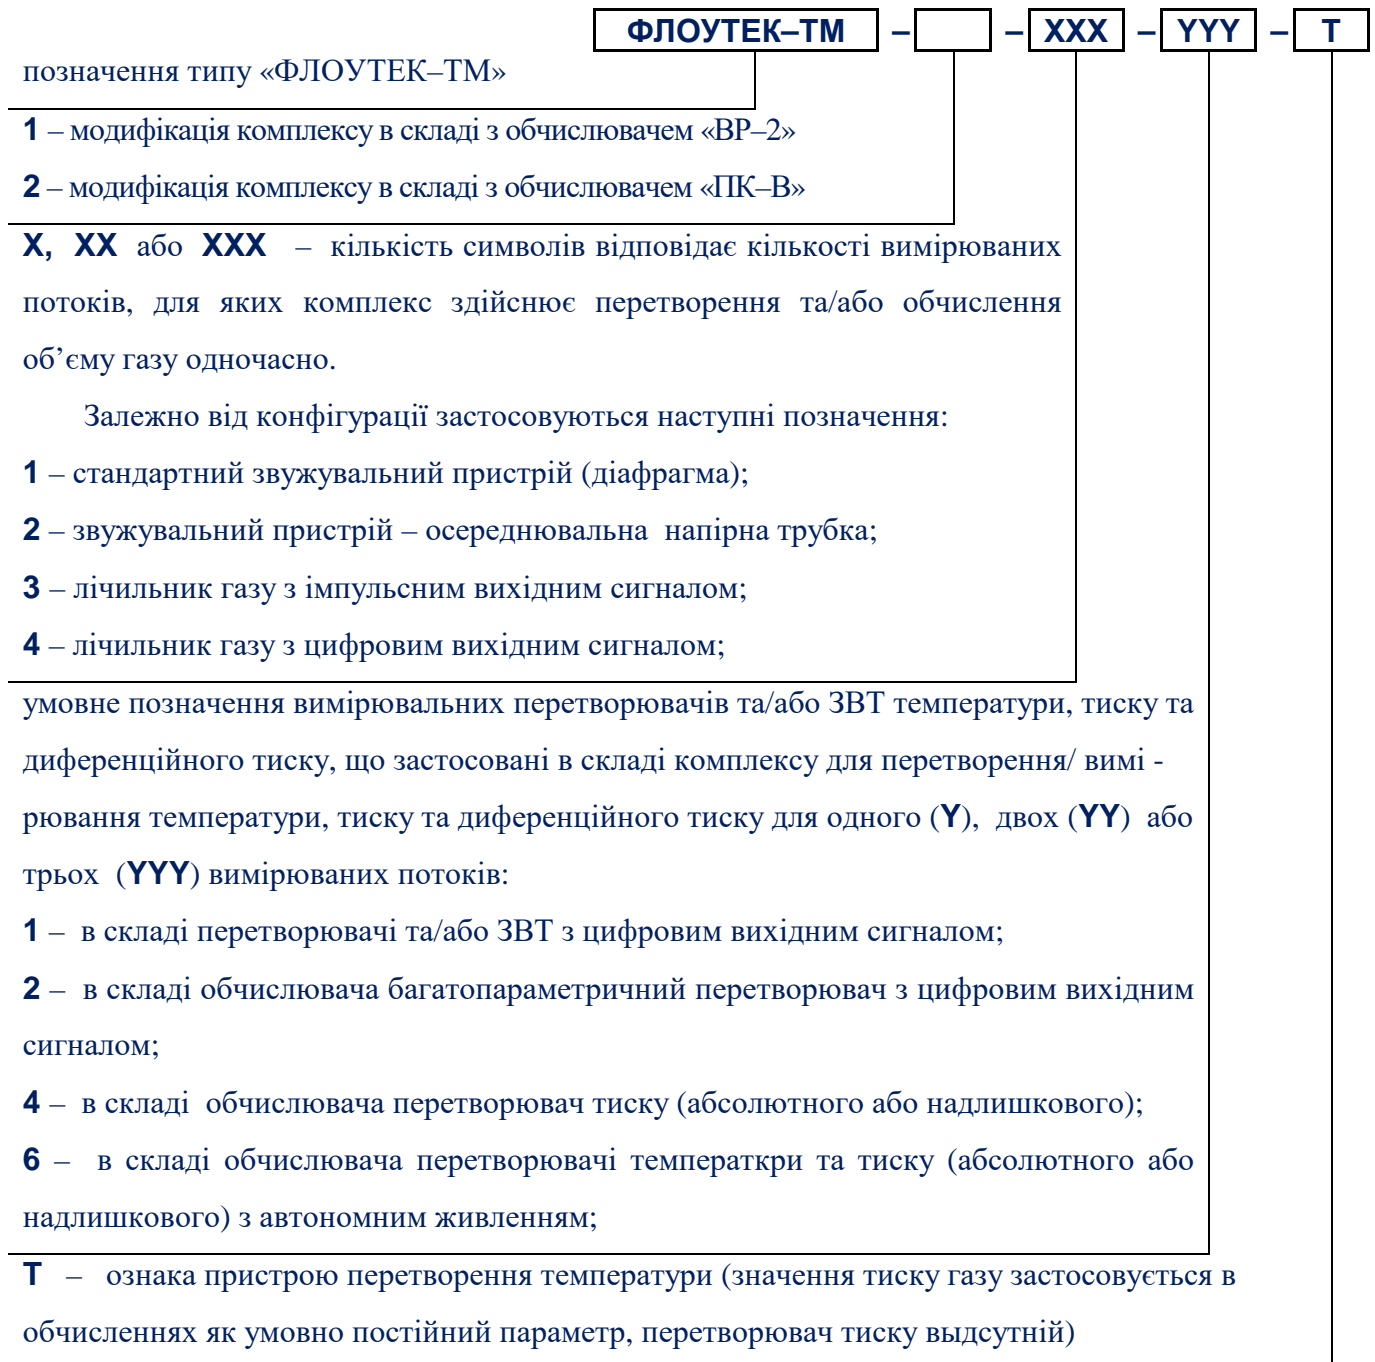 ФЛОУТЕК–ТМ – – XXX – YYY – Т
позначення типу «ФЛОУТЕК–ТМ»
1 – модифікація комплексу в складі з обчислювачем «ВР–2»
2 – модифікація комплексу в складі з обчислювачем «ПК–В»
Х, ХХ або ХХХ – кількість символів відповідає кількості вимірюваних
потоків, для яких комплекс здійснює перетворення та/або обчислення
об’єму газу одночасно.
Залежно від конфігурації застосовуються наступні позначення:
1 – стандартний звужувальний пристрій (діафрагма);
2 – звужувальний пристрій – осереднювальна напірна трубка;
3 – лічильник газу з імпульсним вихідним сигналом;
4 – лічильник газу з цифровим вихідним сигналом;
умовне позначення вимірювальних перетворювачів та/або ЗВТ температури, тиску та
диференційного тиску, що застосовані в складі комплексу для перетворення/ вимі -
рювання температури, тиску та диференційного тиску для одного (Y), двох (YY) або
трьох (YYY) вимірюваних потоків:
1 – в складі перетворювачі та/або ЗВТ з цифровим вихідним сигналом;
2 – в складі обчислювача багатопараметричний перетворювач з цифровим вихідним
сигналом;
4 – в складі обчислювача перетворювач тиску (абсолютного або надлишкового);
6 – в складі обчислювача перетворювачі температкри та тиску (абсолютного або
надлишкового) з автономним живленням;
Т – ознака пристрою перетворення температури (значення тиску газу застосовується в
обчисленнях як умовно постійний параметр, перетворювач тиску выдсутній)